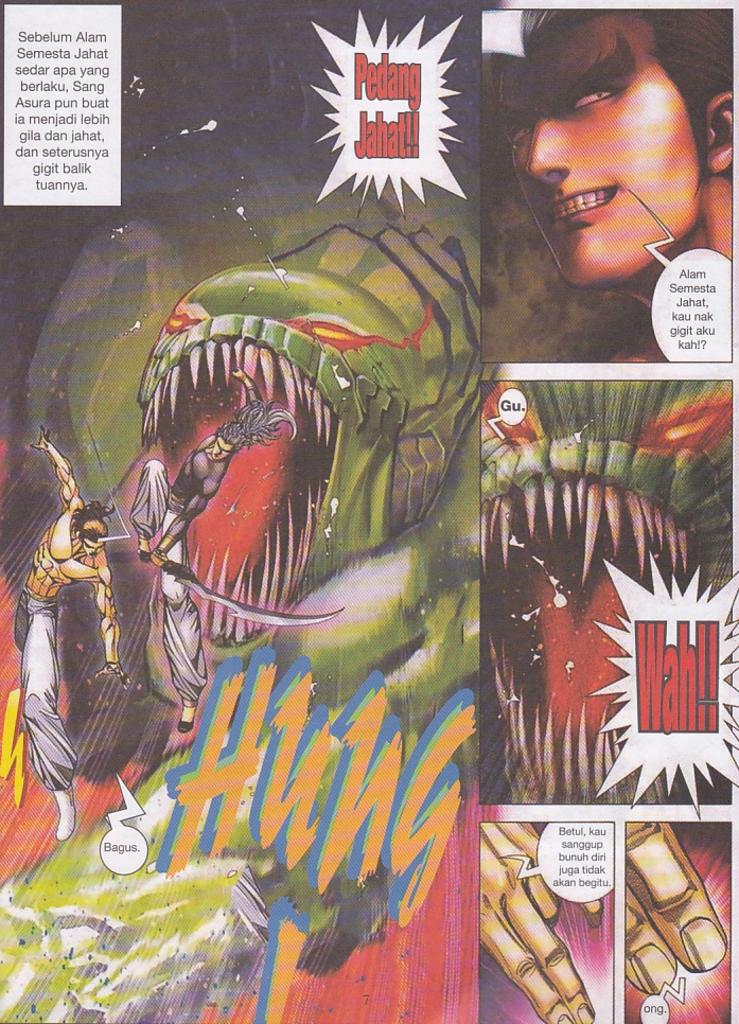 Sebelum Alam
Semesta Jahat
sedar apa yang
berlaku, Sang
Asura pun buat
ia menjadi lebih
gila dan jahat,
dan seterusnya
gigit balik
tuannya.
Pedang
Jahat!!
Alam
Semesta
Jahat,
kau nak
gigit aku
kah!?
Gu.
Wah!!
HUNG
Bagus.
Betul, kau
sanggup
bunuh diri
juga tidak
akan begitu.
ong.
7